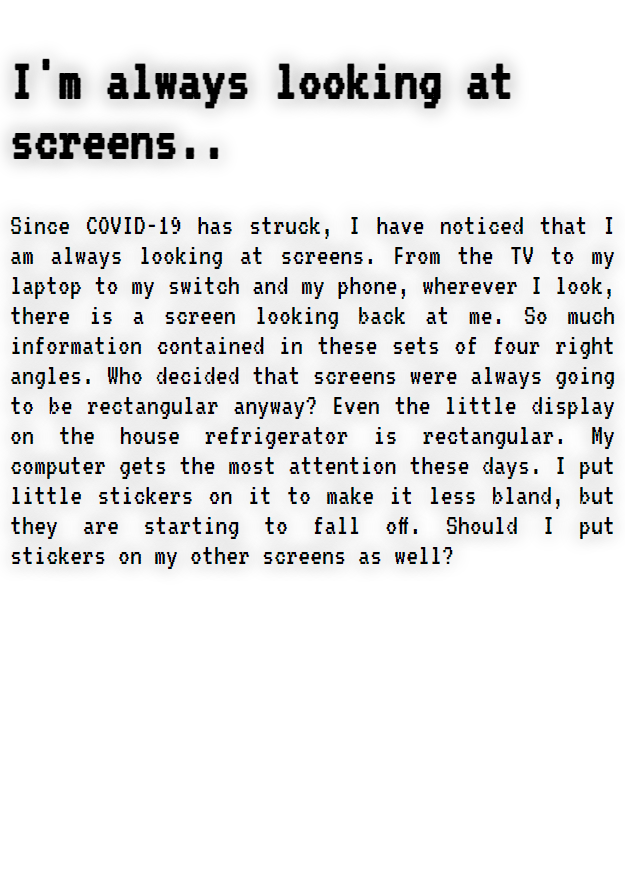 I'm always looking at
screens..
Since COVID-19 has struck, I have noticed that I
am always looking at screens. From the TV to my
laptop to my switch and my phone, wherever I look,
there is a screen looking back at me. So much
information contained in these sets of four right
angles. Who decided that screens were always going
to be rectangular anyway? Even the little display
on the house refrigerator is rectangular. My
computer gets the most attention these days. I put
little stickers on it to make it less bland, but
they are starting to fall off. Should I put
stickers on my other screens as well?